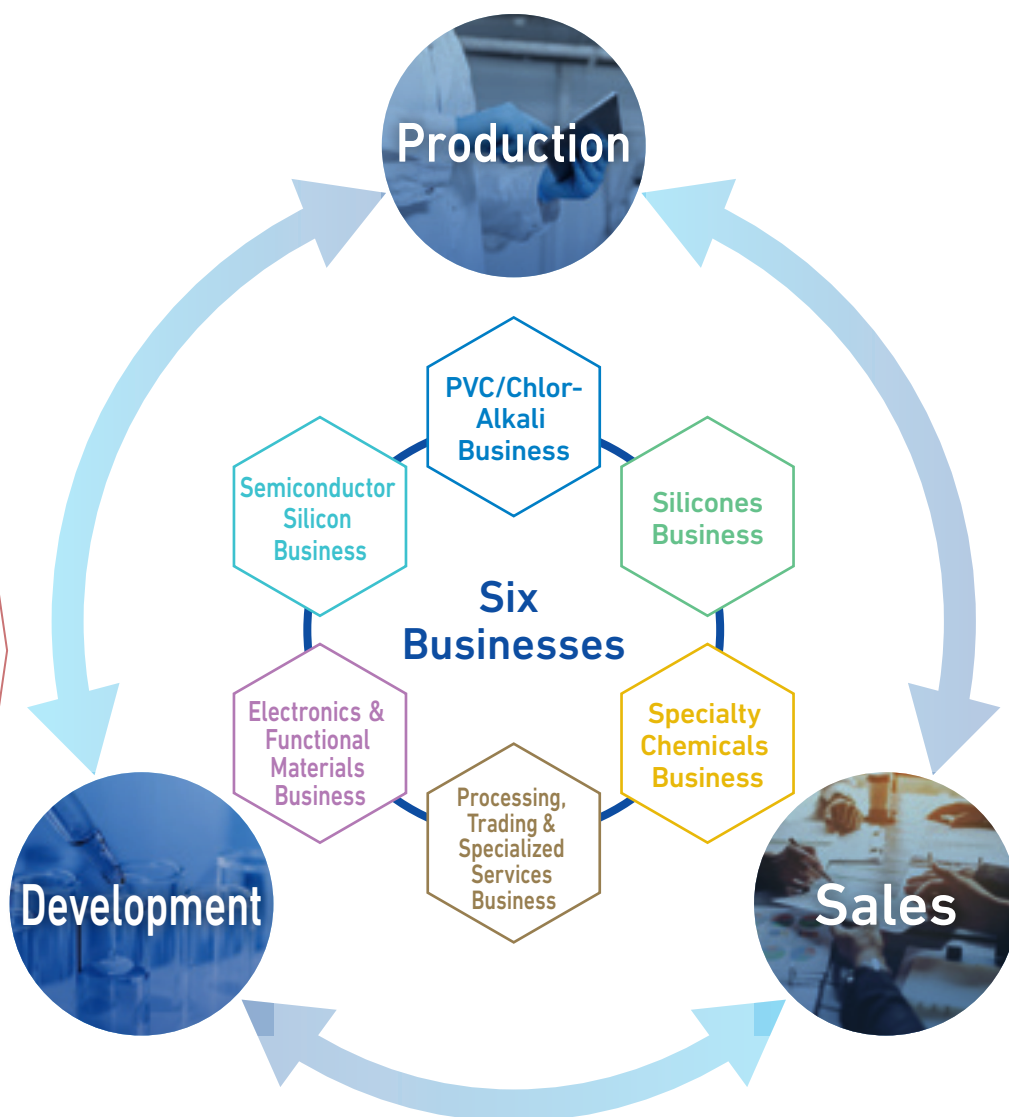 Production
PVC/Chlor-
Alkali
Business
Semiconductor
Silicon
Business
Silicones
Business
Six
Businesses
Electronics &
Functional
Materials
Business
Specialty
Chemicals
Business
Processing,
Trading &
Specialized
Services
Business
Development
Sales